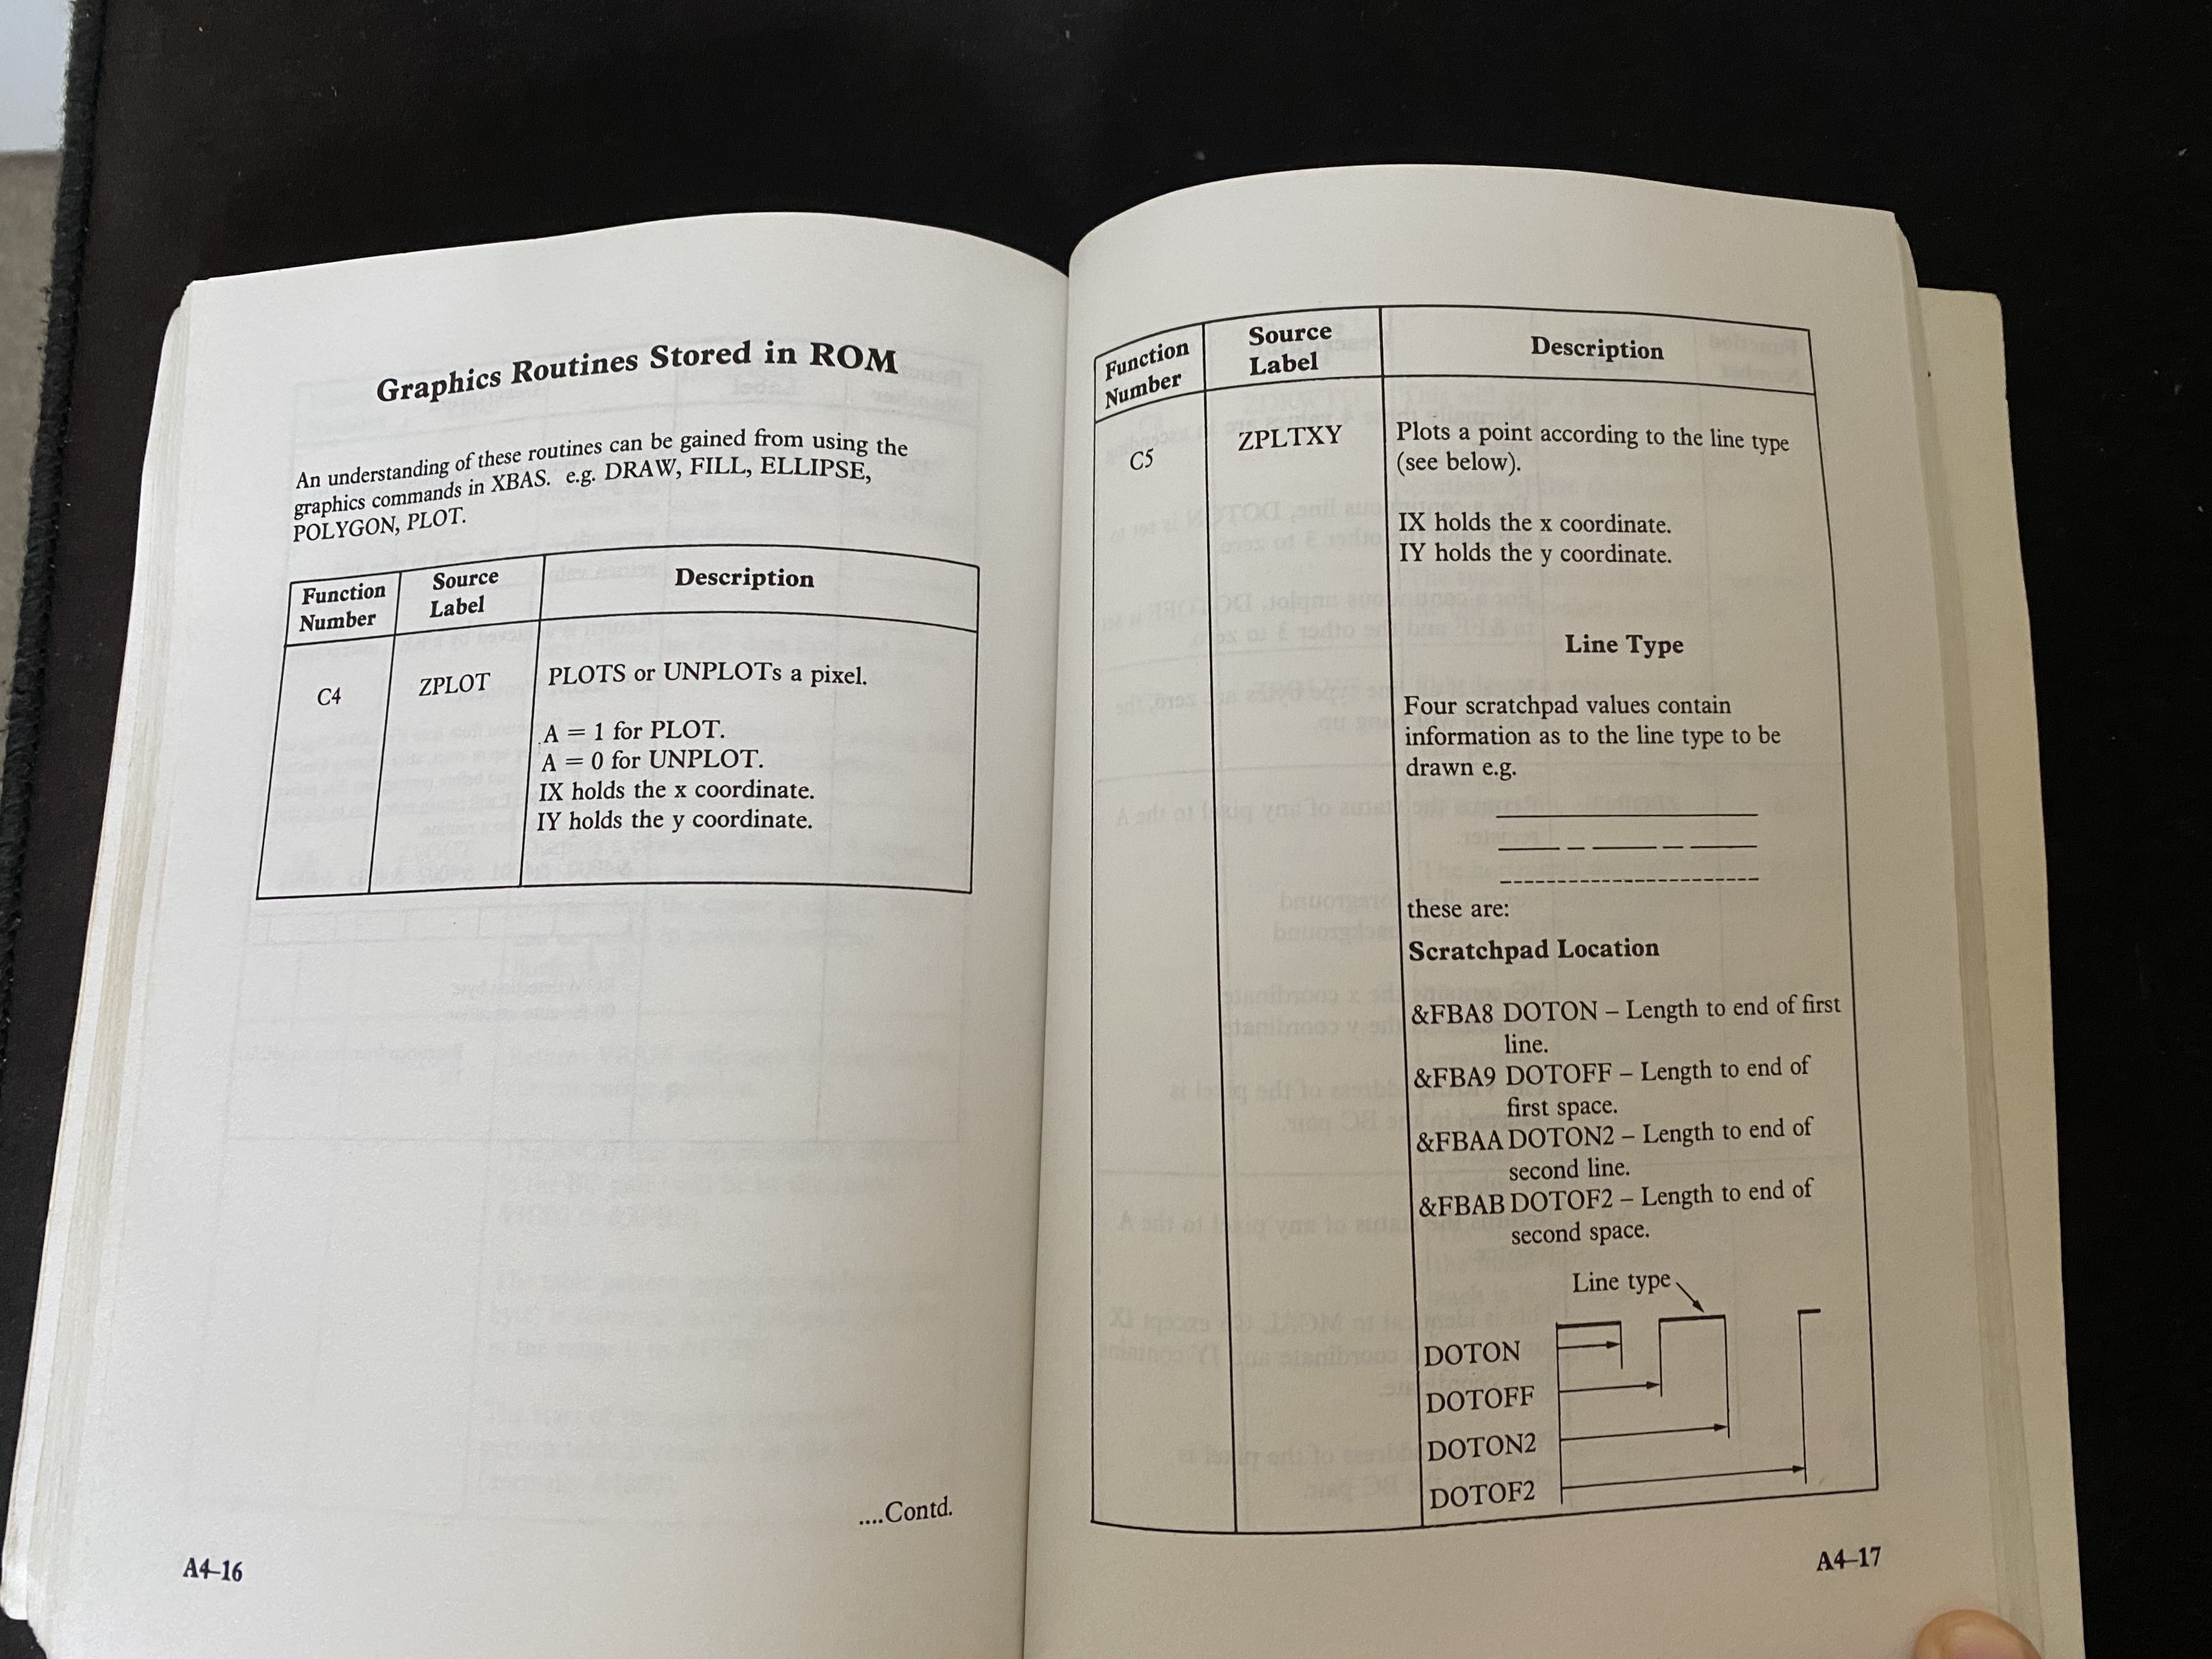 Graphics Routines Stored in ROM
An understanding of these routines can be gained from using the
graphics commands in XBAS. e.g. DRAW, FILL, ELLIPSE,
POLYGON, PLOT.
Function
Number
Source
Label
Description
C4
ZPLOT
PLOTS or UNPLOTs a pixel.
A = 1 for PLOT.
A = 0 for UNPLOT.
IX holds the x coordinate.
IY holds the y coordinate.
....Contd.
A4–16
Function
Number
Source
Label
Description
C5
ZPLTXY
Plots a point according to the line type
(see below).
IX holds the x coordinate.
IY holds the y coordinate.
Line Type
Four scratchpad values contain
information as to the line type to be
drawn e.g.
these are:
Scratchpad Location
&FBA8 DOTON – Length to end of first
line.
&FBA9 DOTOFF – Length to end of
first space.
&FBAA DOTON2 – Length to end of
second line.
&FBAB DOTOF2 – Length to end of
second space.
Line type
DOTON
DOTOFF
DOTON2
DOTOF2
A4–17